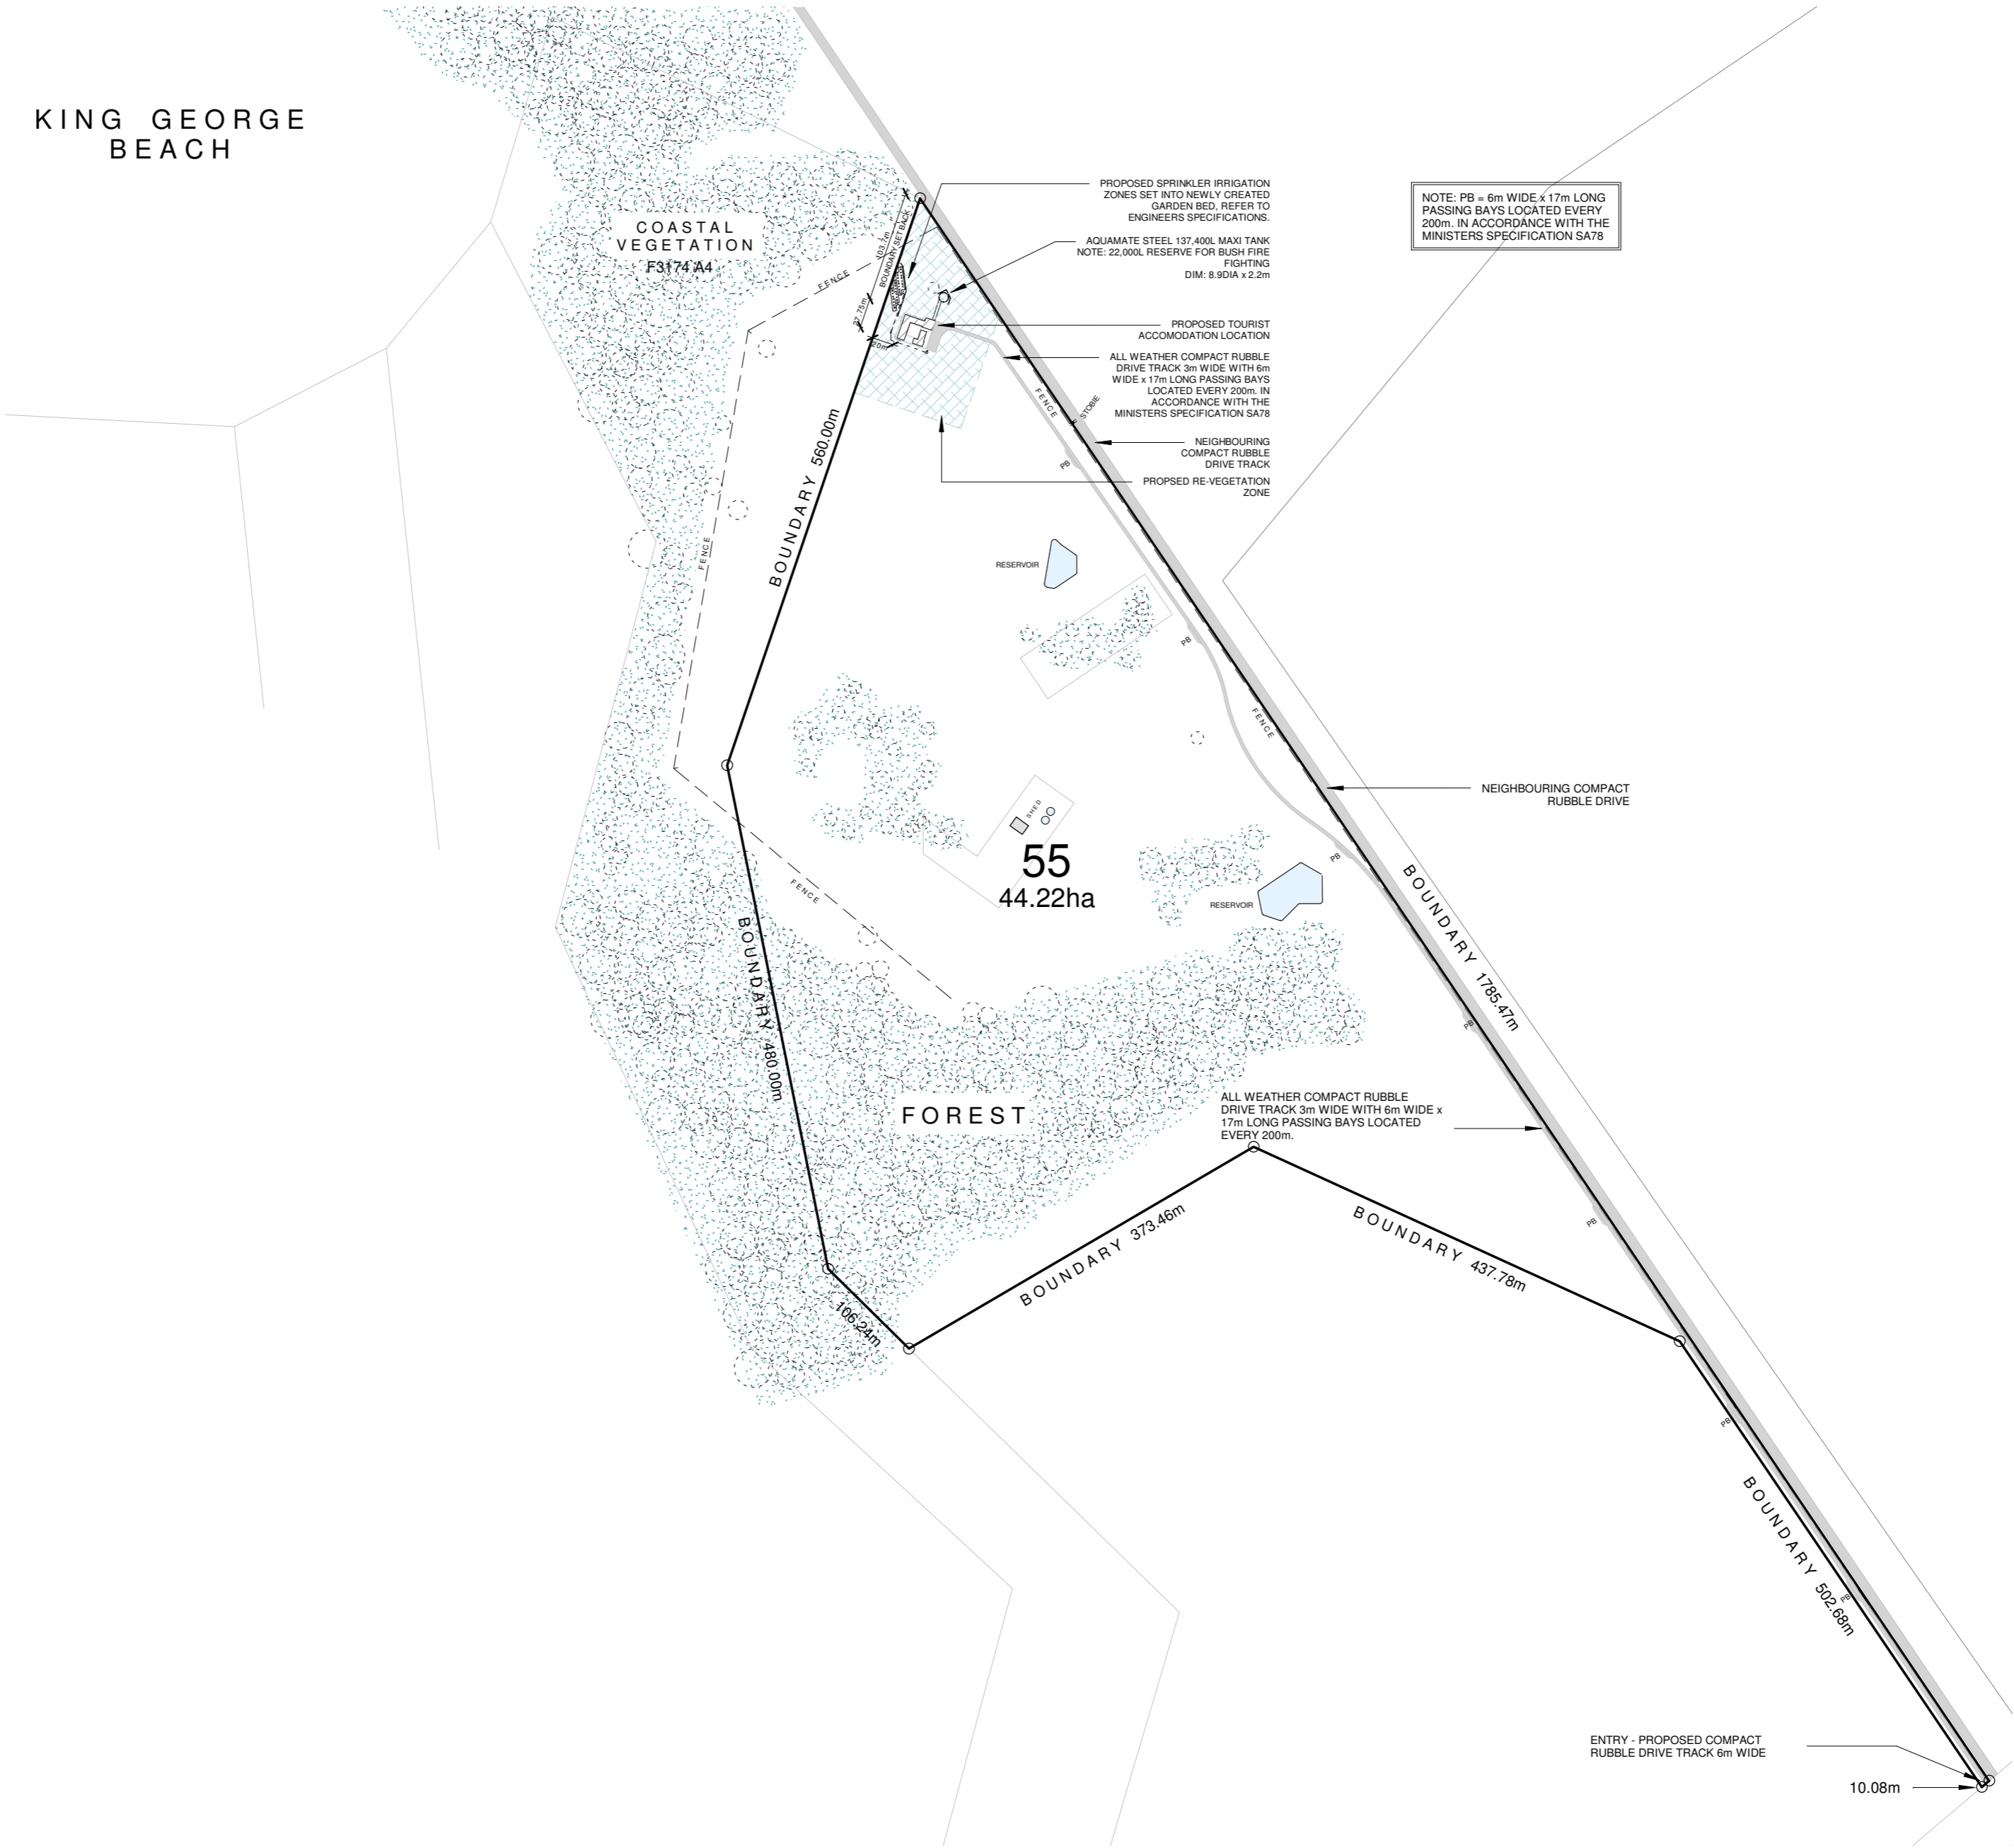 KING GEORGE
BEACH
COASTAL
VEGETATION
F3174 A4
PROPOSED SPRINKLER IRRIGATION
ZONES SET INTO NEWLY CREATED
GARDEN BED, REFER TO
ENGINEERS SPECIFICATIONS.
AQUAMATE STEEL 137,400L MAXI TANK
NOTE: 22,000L RESERVE FOR BUSH FIRE
FIGHTING
DIM: 8.9DIA x 2.2m
PROPOSED TOURIST
ACCOMODATION LOCATION
ALL WEATHER COMPACT RUBBLE
DRIVE TRACK 3m WIDE WITH 6m
WIDE x 17m LONG PASSING BAYS
LOCATED EVERY 200m. IN
ACCORDANCE WITH THE
MINISTERS SPECIFICATION SA78
NEIGHBOURING
COMPACT RUBBLE
DRIVE TRACK
PROPSED RE-VEGETATION
ZONE
NOTE: PB = 6m WIDE x 17m LONG
PASSING BAYS LOCATED EVERY
200m. IN ACCORDANCE WITH THE
MINISTERS SPECIFICATION SA78
103.7m
BOUNDARY SET BACK
FENCE
27.75m
20m
FENCE
STOBIE
PB
BOUNDARY 560.00m
FENCE
RESERVOIR
PB
FENCE
NEIGHBOURING COMPACT
RUBBLE DRIVE
SHED
55
44.22ha
PB
FENCE
RESERVOIR
BOUNDARY 1785.47m
BOUNDARY 480.00m
PB
FOREST
ALL WEATHER COMPACT RUBBLE
DRIVE TRACK 3m WIDE WITH 6m WIDE x
17m LONG PASSING BAYS LOCATED
EVERY 200m.
PB
BOUNDARY 373.46m
BOUNDARY 437.78m
106.24m
PB
BOUNDARY 502.68m
PB
ENTRY - PROPOSED COMPACT
RUBBLE DRIVE TRACK 6m WIDE
10.08m